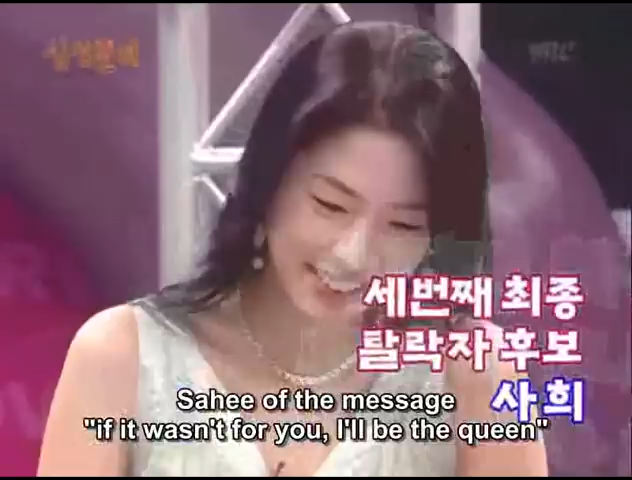 세번째 최종
탈락자 후보
사희
Sahee of the message
"if it wasn't for you, I'll be the queen"